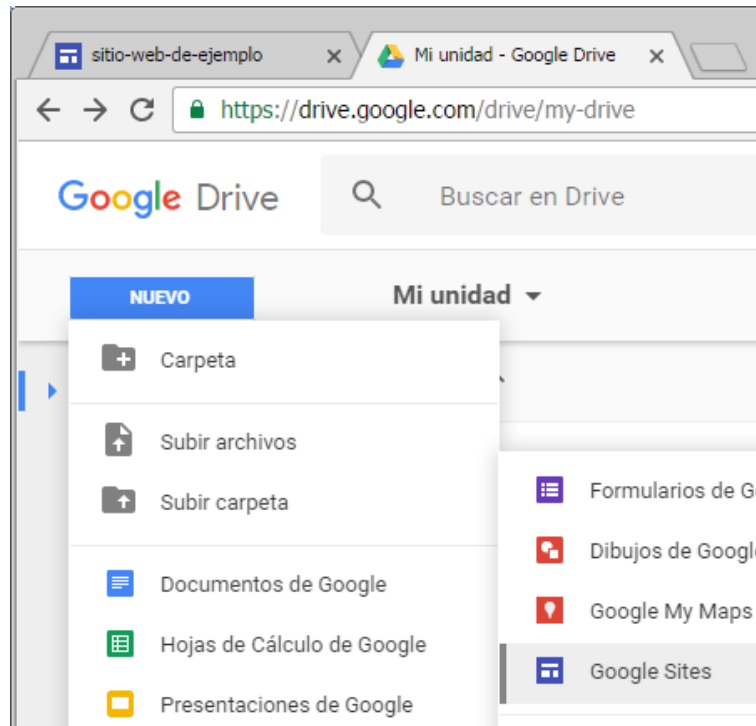 sitio-web-de-ejemplo
Mi unidad - Google Drive
https://drive.google.com/drive/my-drive
Google Drive
Buscar en Drive
NUEVO
Mi unidad
Carpeta
Subir archivos
Subir carpeta
Documentos de Google
Hojas de Cálculo de Google
Presentaciones de Google
Formularios de
Dibujos de Google
Google My Maps
Google Sites